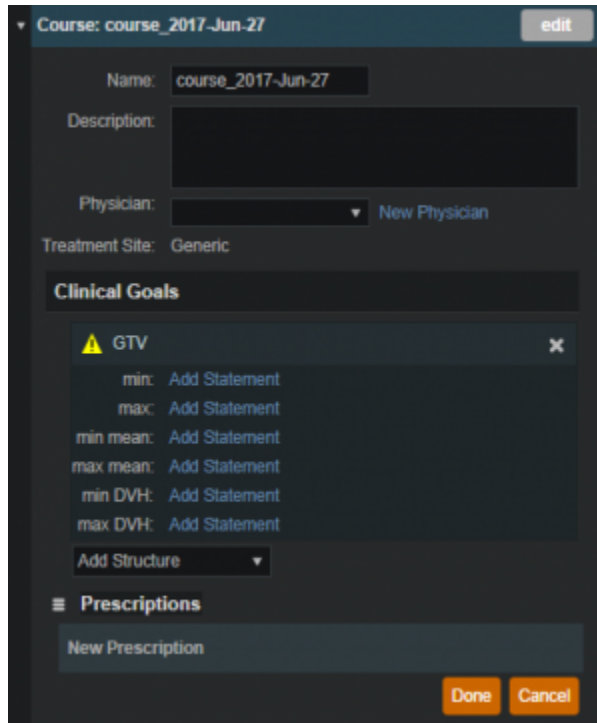 Course: course_2017-Jun-27 edit
Name: course_2017-Jun-27
Description:
Physician: New Physician
Treatment Site: Generic
Clinical Goals
GTV
min: Add Statement
max: Add Statement
min mean: Add Statement
max mean: Add Statement
min DVH: Add Statement
max DVH: Add Statement
Add Structure
Prescriptions
New Prescription
Done Cancel